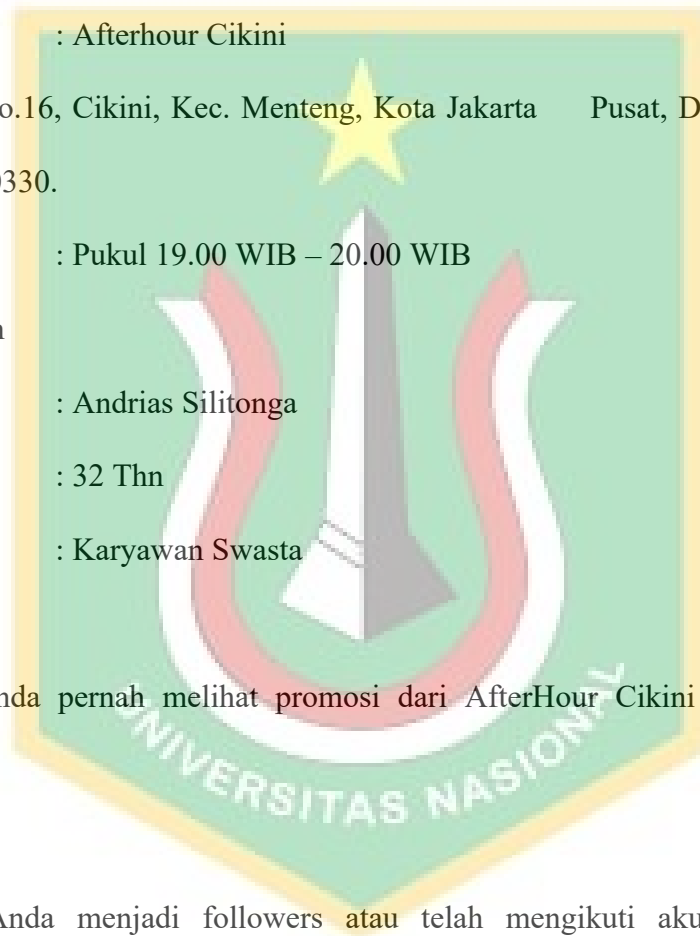 : Afterhour Cikini
o.16, Cikini, Kec. Menteng, Kota Jakarta Pusat, D
330.
: Pukul 19.00 WIB – 20.00 WIB
n
: Andrias Silitonga
: 32 Thn
: Karyawan Swasta
nda pernah melihat promosi dari AfterHour Cikini
UNIVERSITAS NASIONAL
Anda menjadi followers atau telah mengikuti aku